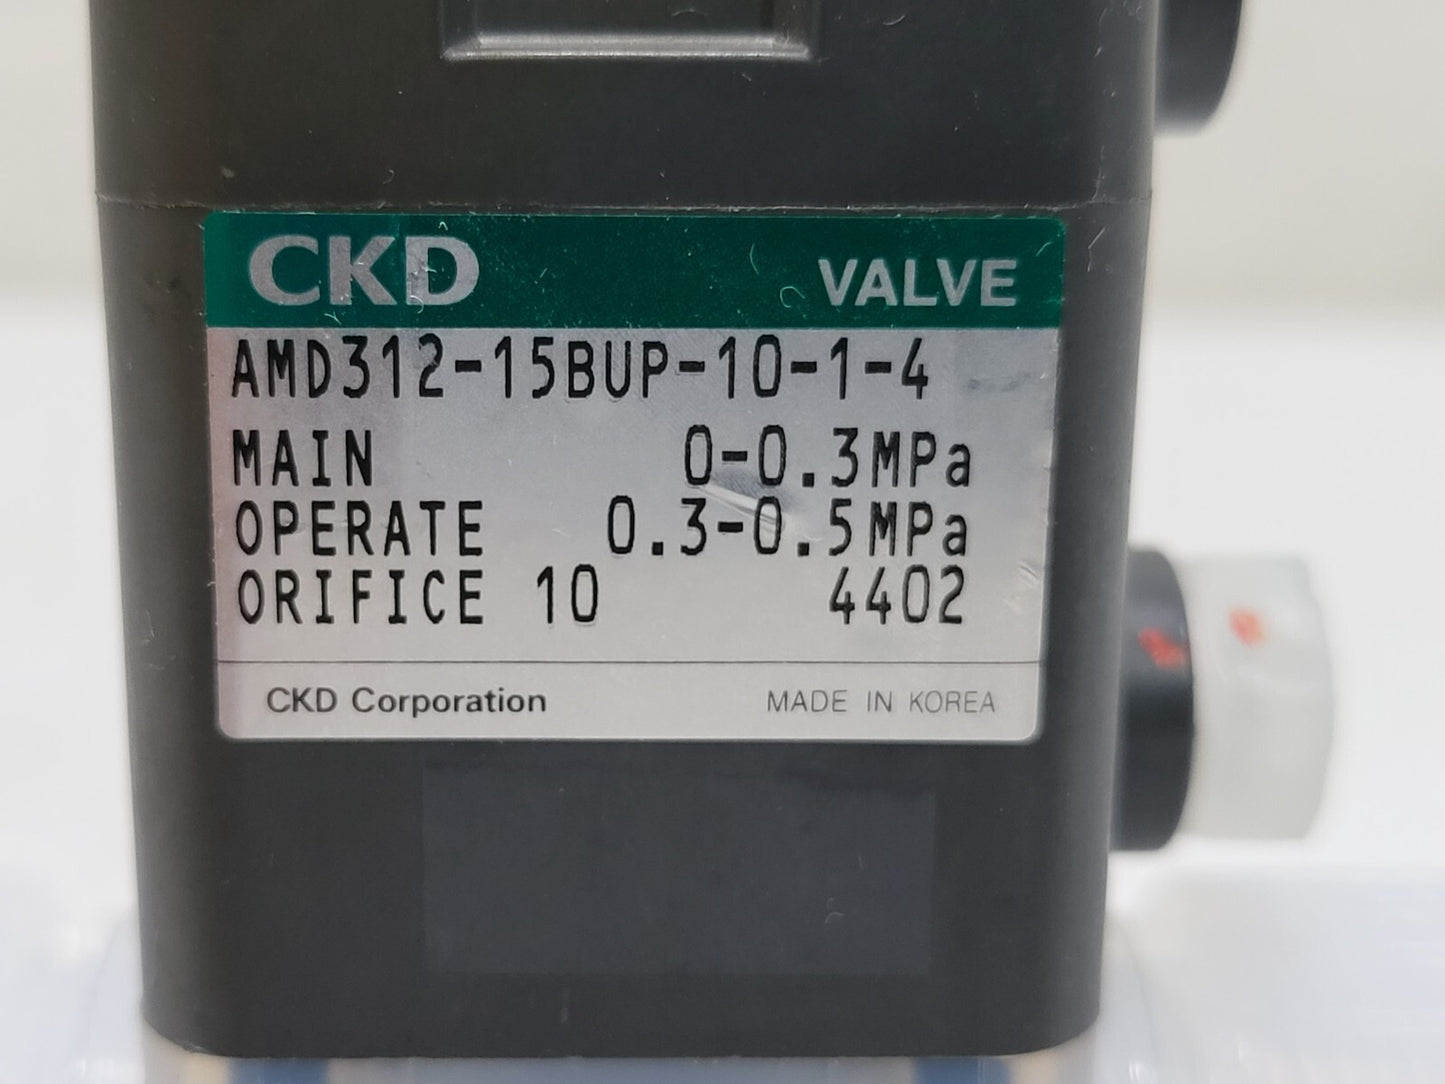 CKD VALVE
AMD312-15BUP-10-1-4
MAIN 0-0.3MPa
OPERATE 0.3-0.5MPa
ORIFICE 10 4402
CKD Corporation MADE IN KOREA